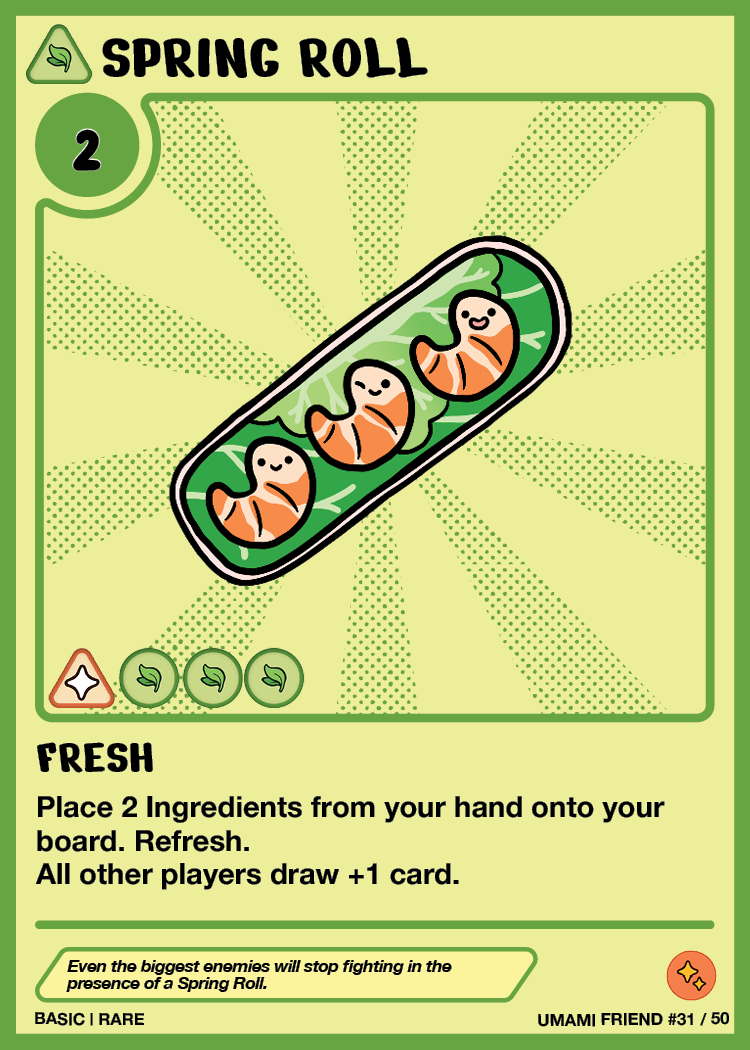 SPRING ROLL
2
FRESH
Place 2 Ingredients from your hand onto your
board. Refresh.
All other players draw +1 card.
Even the biggest enemies will stop fighting in the
presence of a Spring Roll.
BASIC | RARE
UMAMI FRIEND #31 / 50